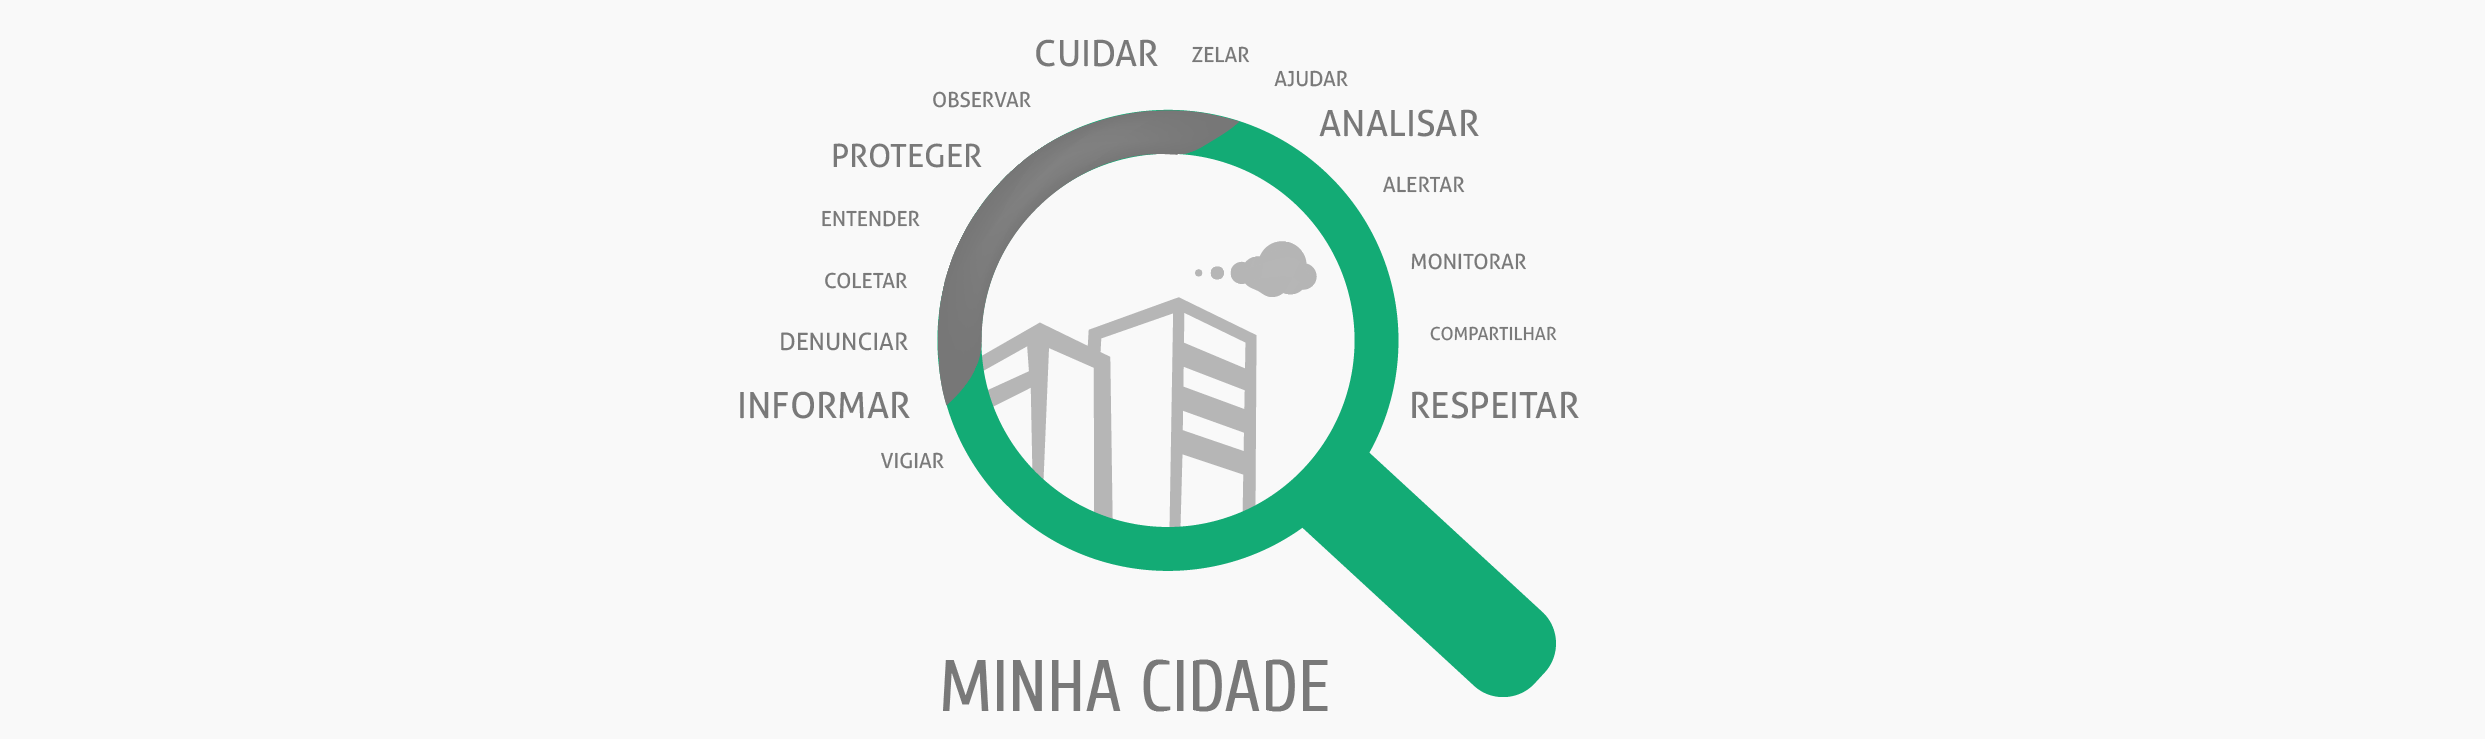 CUIDAR
ZELAR
AJUDAR
OBSERVAR
ANALISAR
PROTEGER
ALERTAR
ENTENDER
MONITORAR
COLETAR
COMPARTILHAR
DENUNCIAR
INFORMAR
RESPEITAR
VIGIAR
MINHA CIDADE